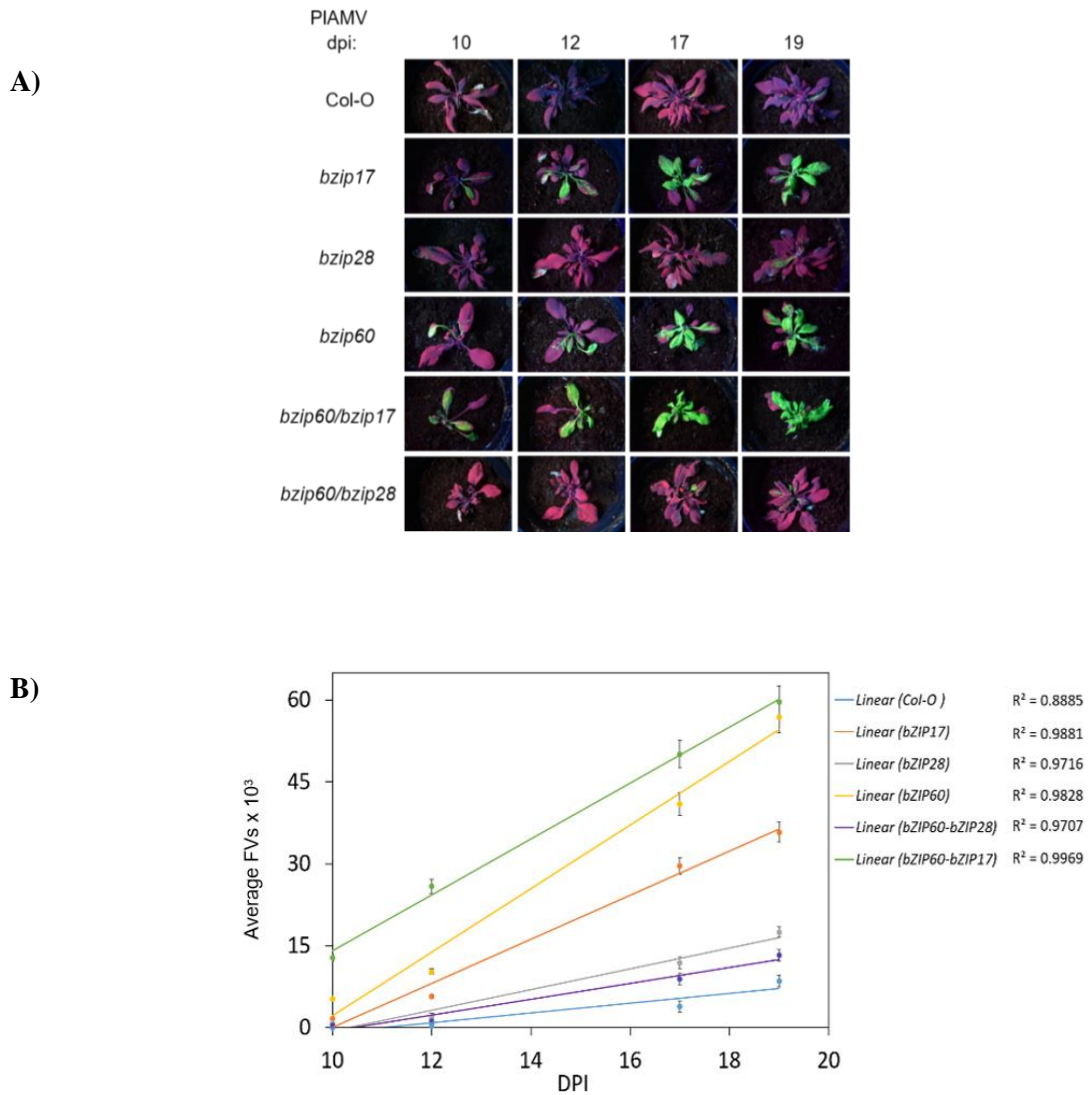 PlAMV
dpi: 10 12 17 19
A)
Col-O
bzip17
bzip28
bzip60
bzip60/bzip17
bzip60/bzip28
B)
Average FVs x 10³
60
45
30
15
0
10 12 14 16 18 20
DPI
Linear (Col-O ) R² = 0.8885
Linear (bZIP17) R² = 0.9881
Linear (bZIP28) R² = 0.9716
Linear (bZIP60) R² = 0.9828
Linear (bZIP60-bZIP28) R² = 0.9707
Linear (bZIP60-bZIP17) R² = 0.9969